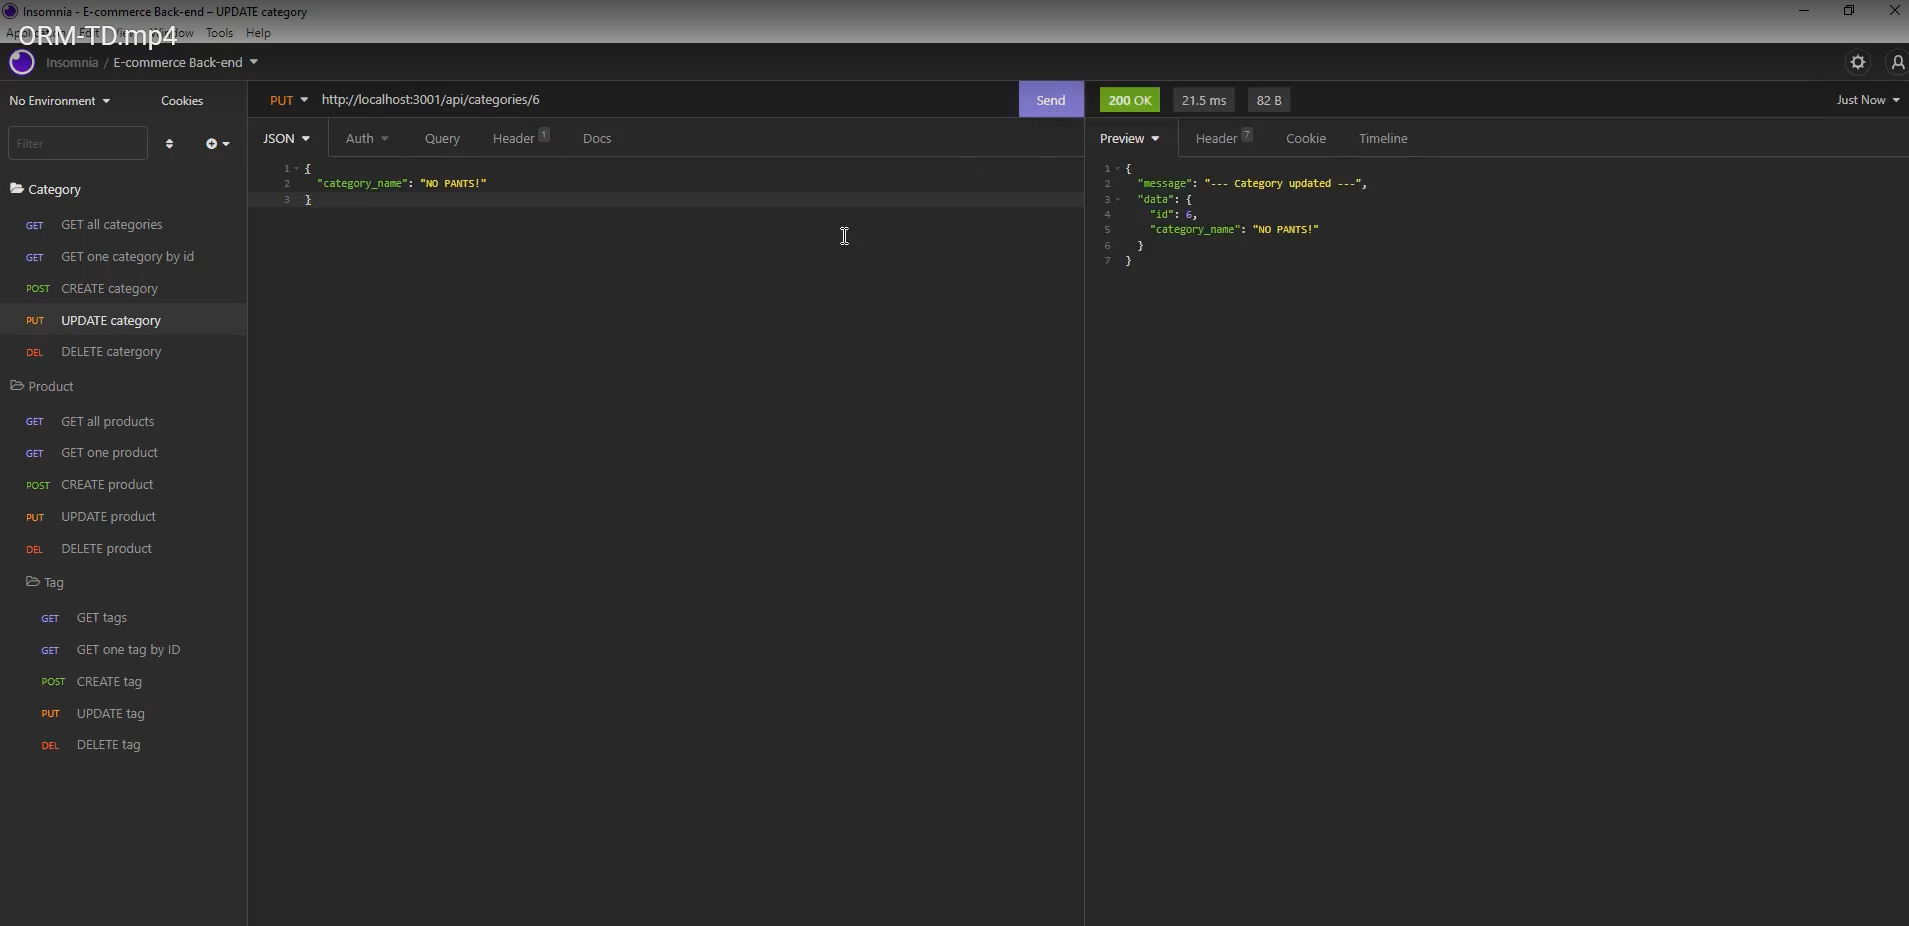 Insomnia - E-commerce Back-end – UPDATE category
ORM-TD.mp4
Application Edit View Window Tools Help
Insomnia / E-commerce Back-end
No Environment Cookies
PUT http://localhost:3001/api/categories/6 Send
200 OK 21.5 ms 82 B Just Now
Filter
JSON Auth Query Header 1 Docs
Preview Header 7 Cookie Timeline
1 {
2 "category_name": "NO PANTS!"
3 }
1 {
2 "message": "--- Category updated ---",
3 "data": {
4 "id": 6,
5 "category_name": "NO PANTS!"
6 }
7 }
Category
GET GET all categories
GET GET one category by id
POST CREATE category
PUT UPDATE category
DEL DELETE catergory
Product
GET GET all products
GET GET one product
POST CREATE product
PUT UPDATE product
DEL DELETE product
Tag
GET GET tags
GET GET one tag by ID
POST CREATE tag
PUT UPDATE tag
DEL DELETE tag